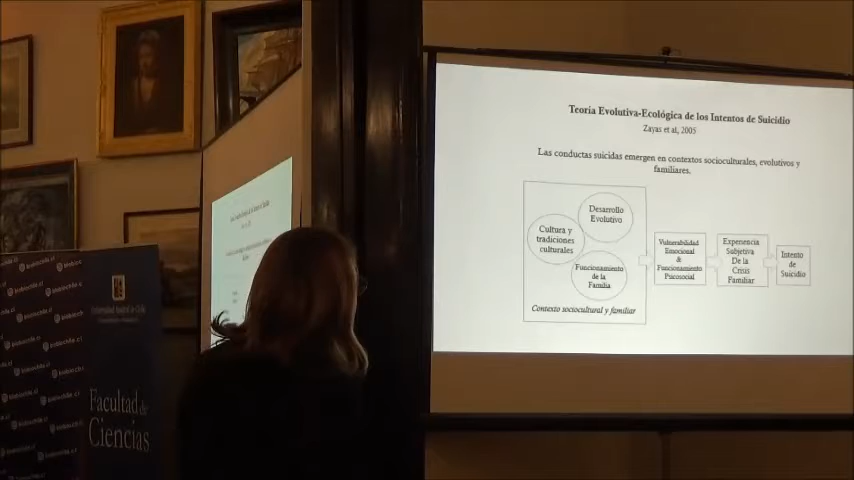 Teoría Evolutiva-Ecológica de los Intentos de Suicidio
Zayas et al, 2005
Las conductas suicidas emergen en contextos socioculturales, evolutivos y
familiares.
Desarrollo
Evolutivo
Cultura y
tradiciones
culturales
Funcionamiento
de la
Familia
Contexto sociocultural y familiar
Vulnerabilidad
Emocional
&
Funcionamiento
Psicosocial
Experiencia
Subjetiva
De la
Crisis
Familiar
Intento
de
Suicidio
Facultad de
Ciencias
biobiochile.cl